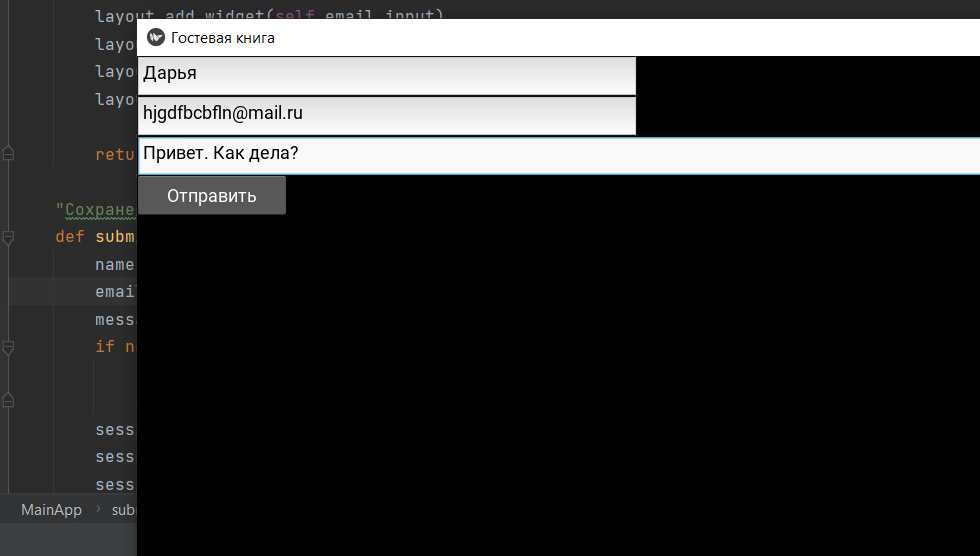 layout.add_widget(self.email_input)
layo
layo
layo
retu
"Сохране
def subm
name
email
mess
if n
sess
sess
sess
MainApp › sub
Гостевая книга
Дарья
hjgdfbcbfln@mail.ru
Привет. Как дела?
Отправить